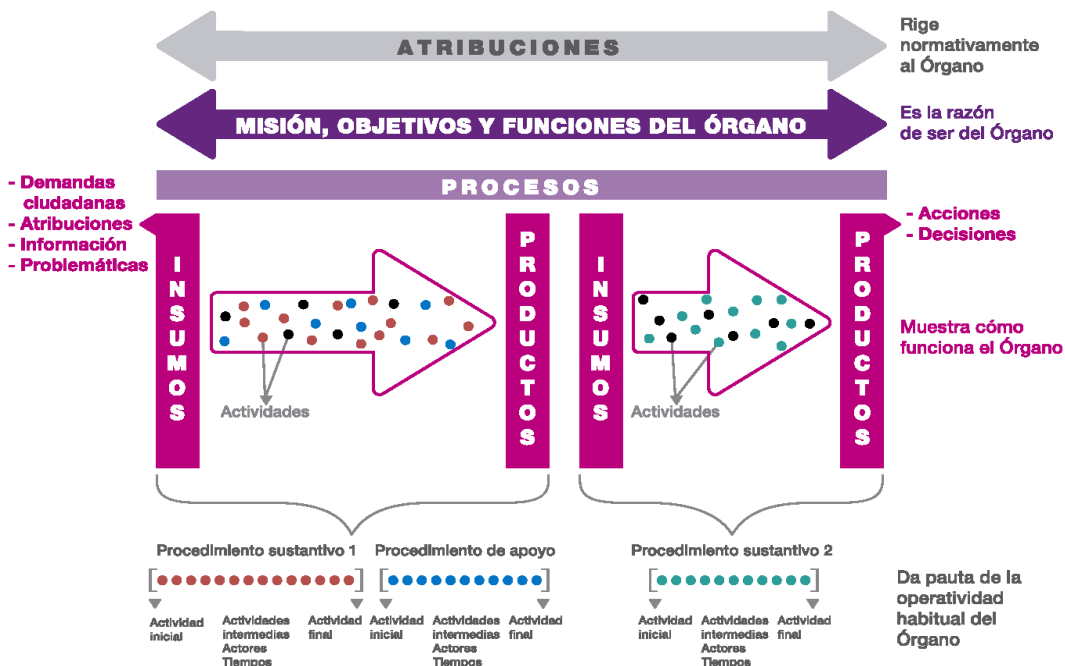 ATRIBUCIONES
Rige
normativamente
al Órgano
MISIÓN, OBJETIVOS Y FUNCIONES DEL ÓRGANO
Es la razón
de ser del Órgano
PROCESOS
- Demandas
ciudadanas
- Atribuciones
- Información
- Problemáticas
INSUMOS
Actividades
PRODUCTOS
INSUMOS
Actividades
PRODUCTOS
- Acciones
- Decisiones
Muestra cómo
funciona el Órgano
Procedimiento sustantivo 1
Actividad
inicial
Actividades
intermedias
Actores
Tiempos
Actividad
final
Procedimiento de apoyo
Actividad
inicial
Actividades
intermedias
Actores
Tiempos
Actividad
final
Procedimiento sustantivo 2
Actividad
inicial
Actividades
intermedias
Actores
Tiempos
Actividad
final
Da pauta de la
operatividad
habitual del
Órgano